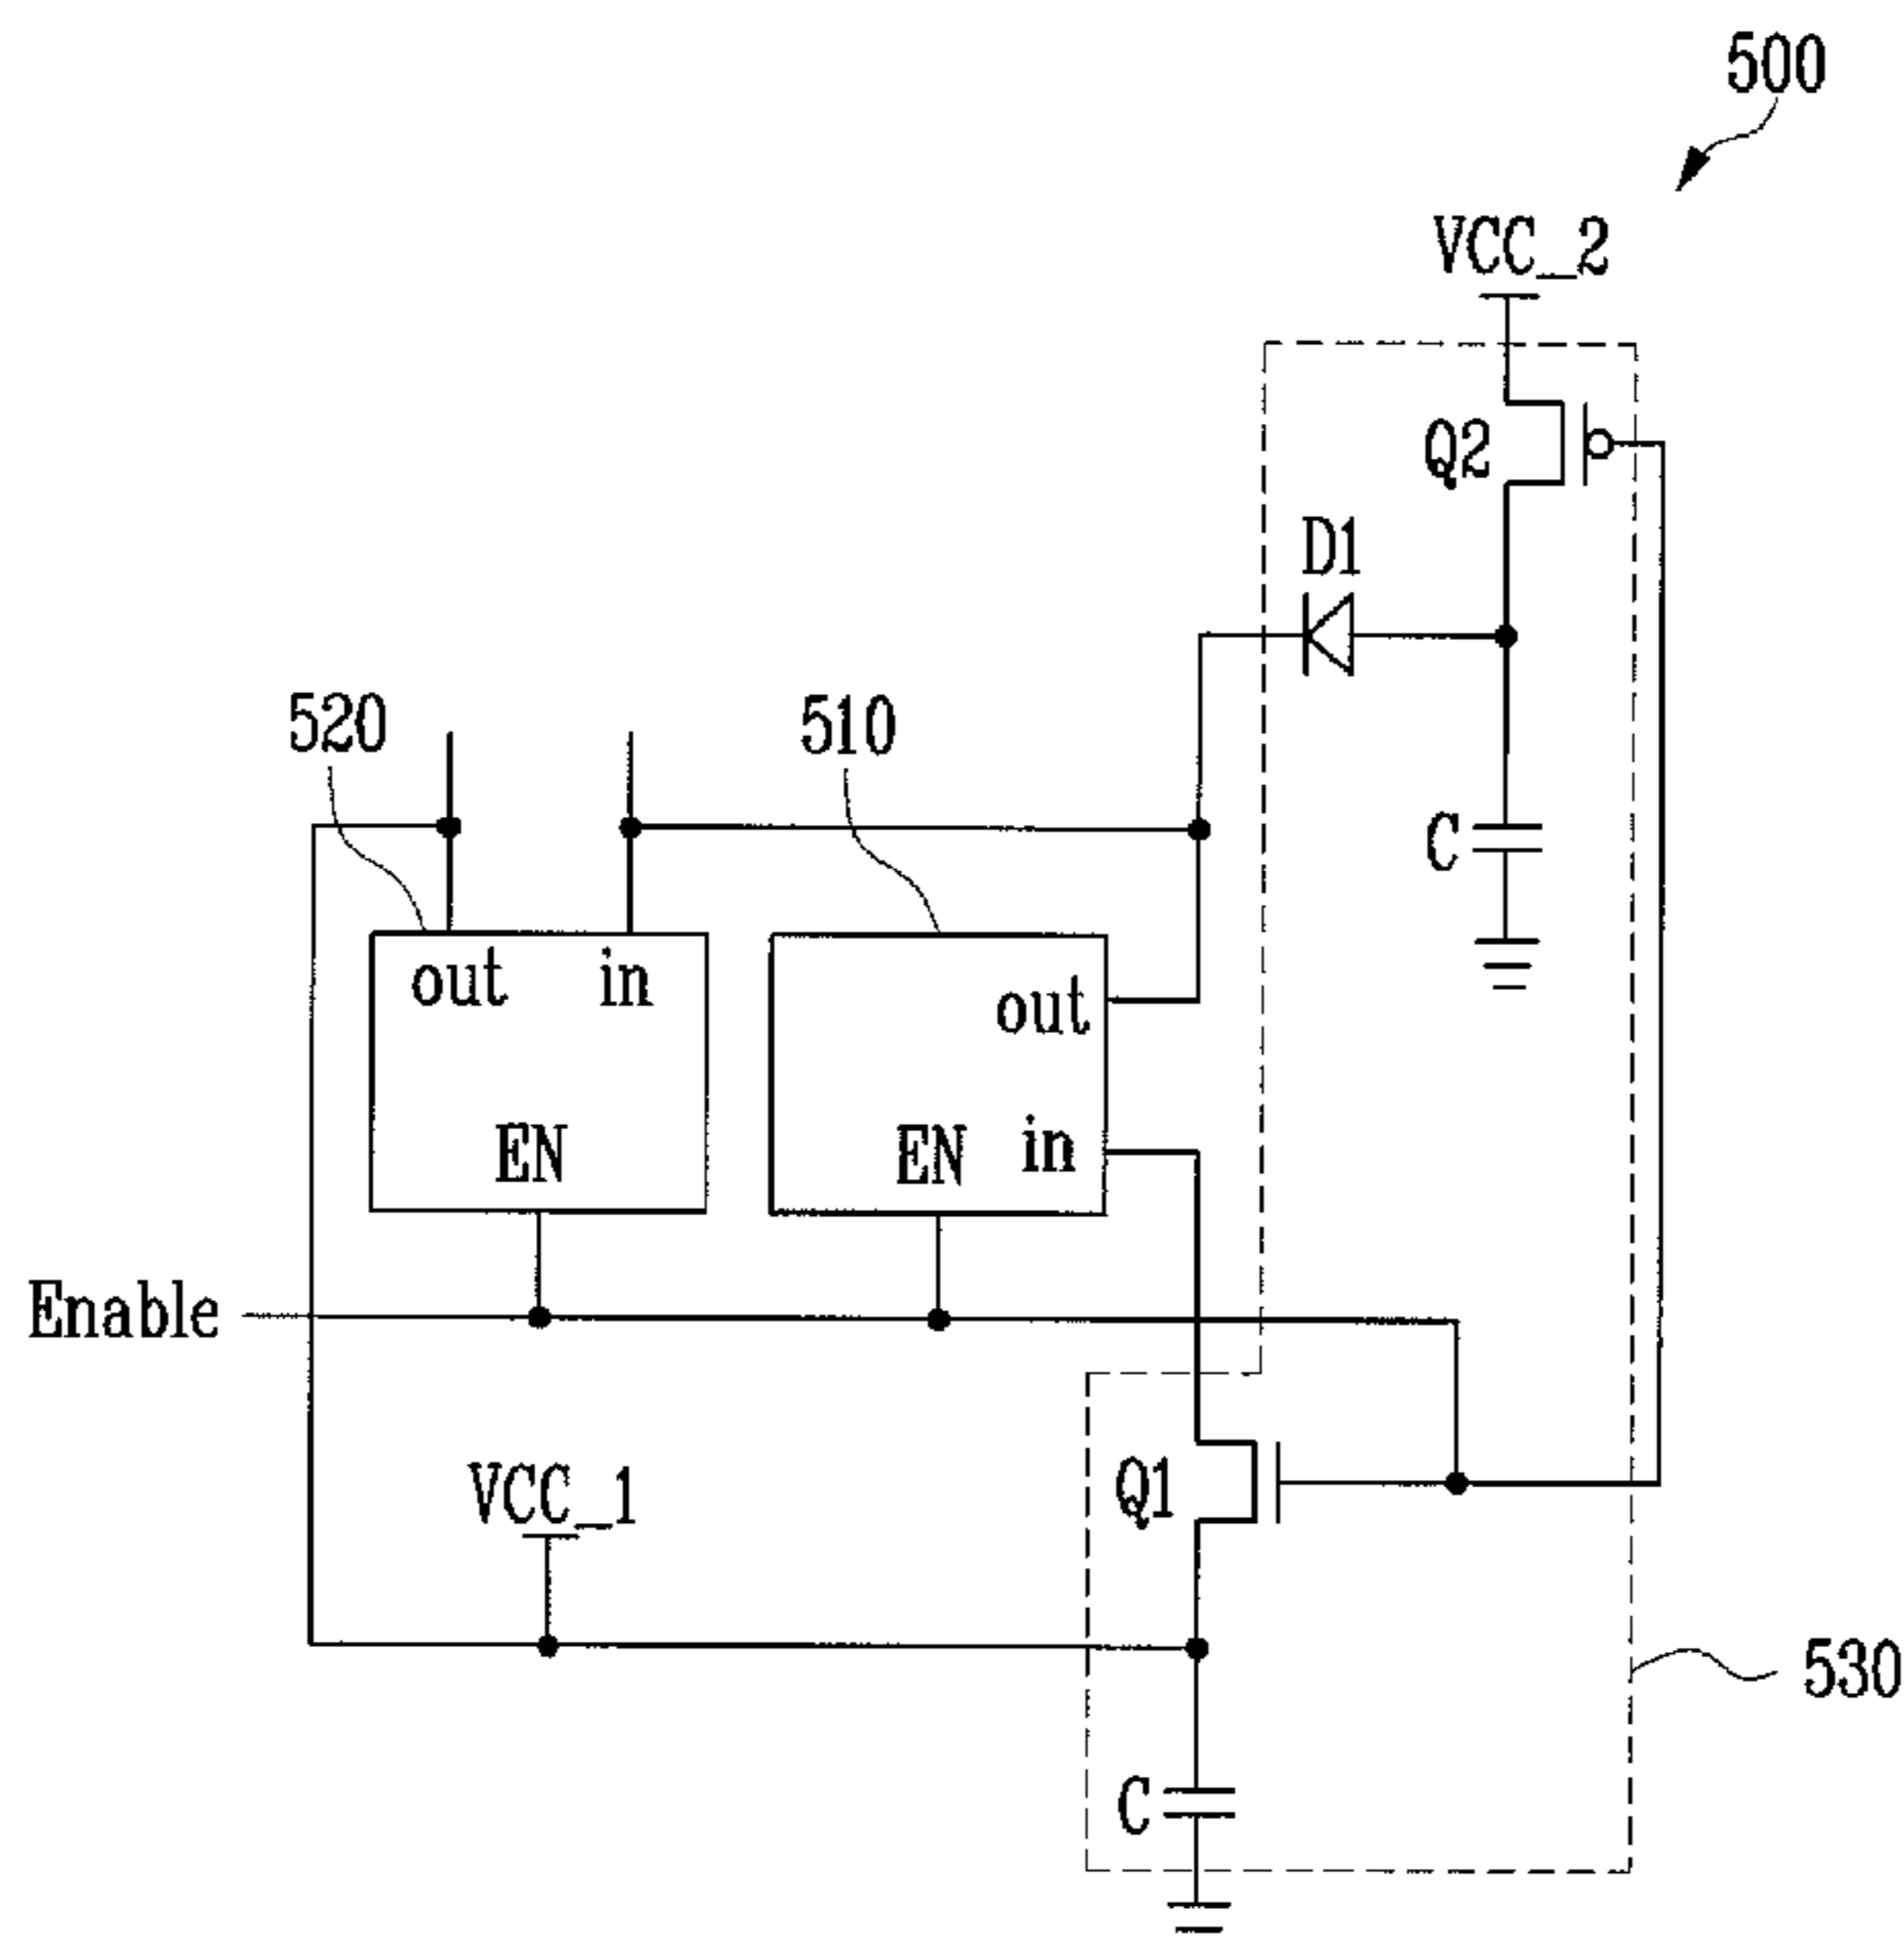 500
VCC_2
Q2
D1
520
510
C
out
in
out
EN
EN
in
Enable
Q1
VCC_1
530
C